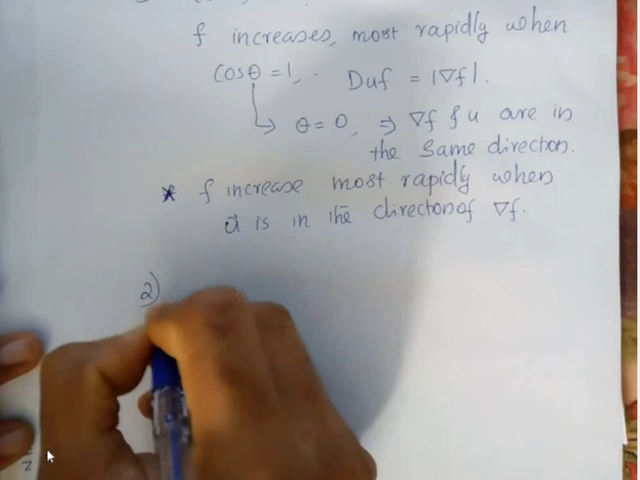 f increases, most rapidly when
cosθ = 1, . Duf = |∇f|.
θ = 0, ⇒ ∇f & u are in
the same direction.
* f increase most rapidly when
ū is in the direction of ∇f.
2)